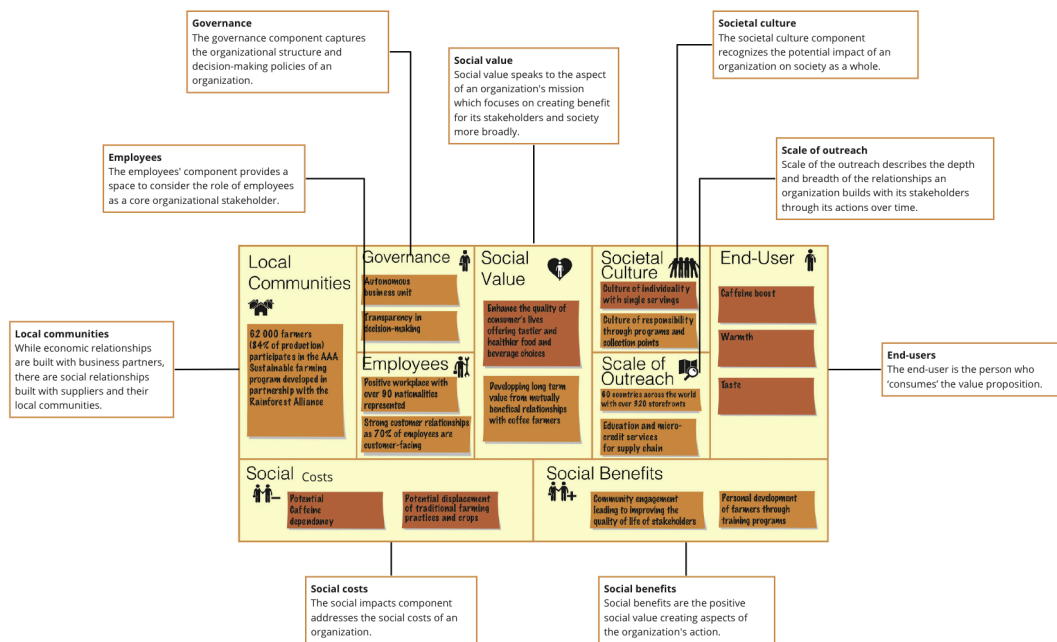 Governance
The governance component captures
the organizational structure and
decision-making policies of an
organization.
Social value
Social value speaks to the aspect
of an organization's mission
which focuses on creating benefit
for its stakeholders and society
more broadly.
Societal culture
The societal culture component
recognizes the potential impact of an
organization on society as a whole.
Employees
The employees' component provides a
space to consider the role of employees
as a core organizational stakeholder.
Scale of outreach
Scale of the outreach describes the depth
and breadth of the relationships an
organization builds with its stakeholders
through its actions over time.
Local communities
While economic relationships
are built with business partners,
there are social relationships
built with suppliers and their
local communities.
Local
Communities
62 000 farmers
(84% of production)
participates in the AAA
Sustainable farming
program developed in
partnership with the
Rainforest Alliance
Governance
Autonomous
business unit
Transparency in
decision-making
Employees
Positive workplace with
over 90 nationalities
represented
Strong customer relationships
as 70% of employees are
customer-facing
Social
Value
Enhance the quality of
consumer's lives
offering tastier and
healthier food and
beverage choices
Developping long term
value from mutually
benefical relationships
with coffee farmers
Societal
Culture
Culture of individuality
with single servings
Culture of responsibility
through programs and
collection points
Scale of
Outreach
60 countries across the world
with over 320 storefronts
Education and micro-
credit services
for supply chain
End-User
Caffeine boost
Warmth
Taste
End-users
The end-user is the person who
‘consumes’ the value proposition.
Social Costs
Potential
Caffeine
dependancy
Potential displacement
of traditional farming
practices and crops
Social Benefits
Community engagement
leading to improving the
quality of life of stakeholders
Personal development
of farmers through
training programs
Social costs
The social impacts component
addresses the social costs of an
organization.
Social benefits
Social benefits are the positive
social value creating aspects of
the organization's action.